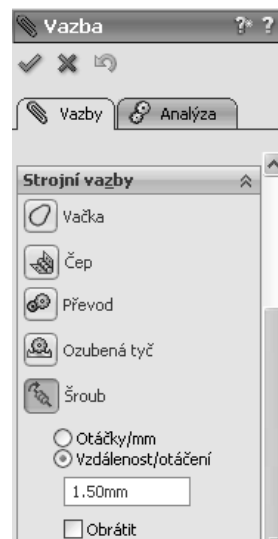 Vazba ?* ?
Vazby Analýza
Strojní vazby
Vačka
Čep
Převod
Ozubená tyč
Šroub
Otáčky/mm
Vzdálenost/otáčení
1.50mm
Obrátit